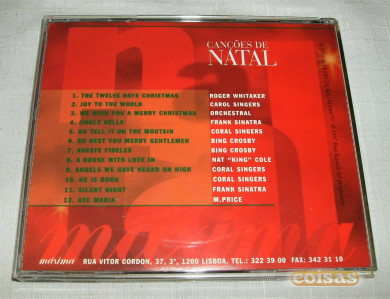 CANÇÕES DE
NATAL
1. THE TWELVE DAYS CHRISTMAS ROGER WHITAKER
2. JOY TO THE WORLD CAROL SINGERS
3. WE WISH YOU A MERRY CHRISTMAS ORCHESTRAL
4. JINGLE BELLS FRANK SINATRA
5. GO TELL IT ON THE MOUTAIN CORAL SINGERS
6. GO REST YOU MERRY GENTLEMEN BING CROSBY
7. ADESTE FIDELES BING CROSBY
8. A HOUSE WITH LOVE IN NAT "KING" COLE
9. ANGELS WE HAVE HEARD ON HIGH CORAL SINGERS
10. HE IS BORN CORAL SINGERS
11. SILENT NIGHT FRANK SINATRA
12. AVE MARIA M.PRICE
máxima
máxima RUA VITOR CORDON, 37, 3º, 1200 LISBOA, TEL.: 322 39 00 FAX: 342 31 10
coisas